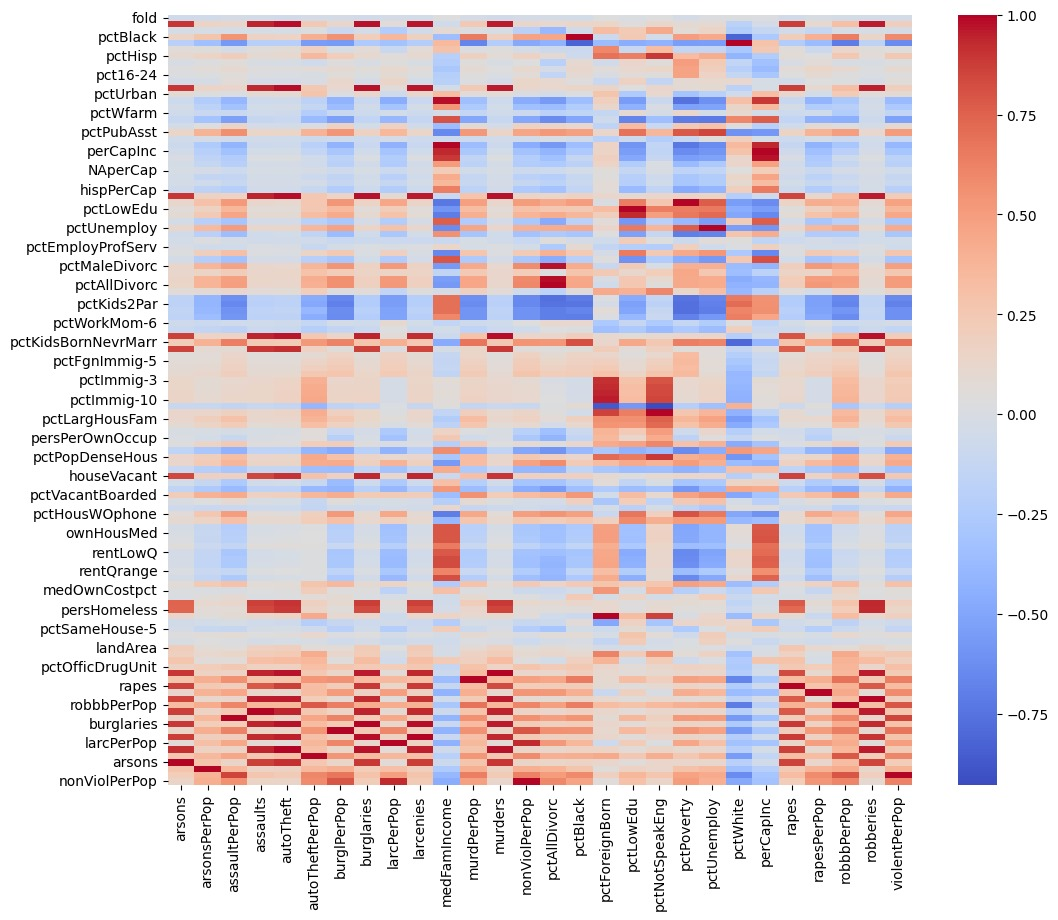 fold
pctBlack
pctHisp
pct16-24
pctUrban
pctWfarm
pctPubAsst
perCapInc
NAperCap
hispPerCap
pctLowEdu
pctUnemploy
pctEmployProfServ
pctMaleDivorc
pctAllDivorc
pctKids2Par
pctWorkMom-6
pctKidsBornNevrMarr
pctFgnImmig-5
pctImmig-3
pctImmig-10
pctLargHousFam
persPerOwnOccup
pctPopDenseHous
houseVacant
pctVacantBoarded
pctHousWOphone
ownHousMed
rentLowQ
rentQrange
medOwnCostpct
persHomeless
pctSameHouse-5
landArea
pctOfficDrugUnit
rapes
robbbPerPop
burglaries
larcPerPop
arsons
nonViolPerPop
arsons
arsonsPerPop
assaultPerPop
assaults
autoTheft
autoTheftPerPop
burglPerPop
burglaries
larcPerPop
larcenies
medFamIncome
murdPerPop
murders
nonViolPerPop
pctAllDivorc
pctBlack
pctForeignBorn
pctLowEdu
pctNotSpeakEng
pctPoverty
pctUnemploy
pctWhite
perCapInc
rapes
rapesPerPop
robbbPerPop
robberies
violentPerPop
1.00
0.75
0.50
0.25
0.00
−0.25
−0.50
−0.75